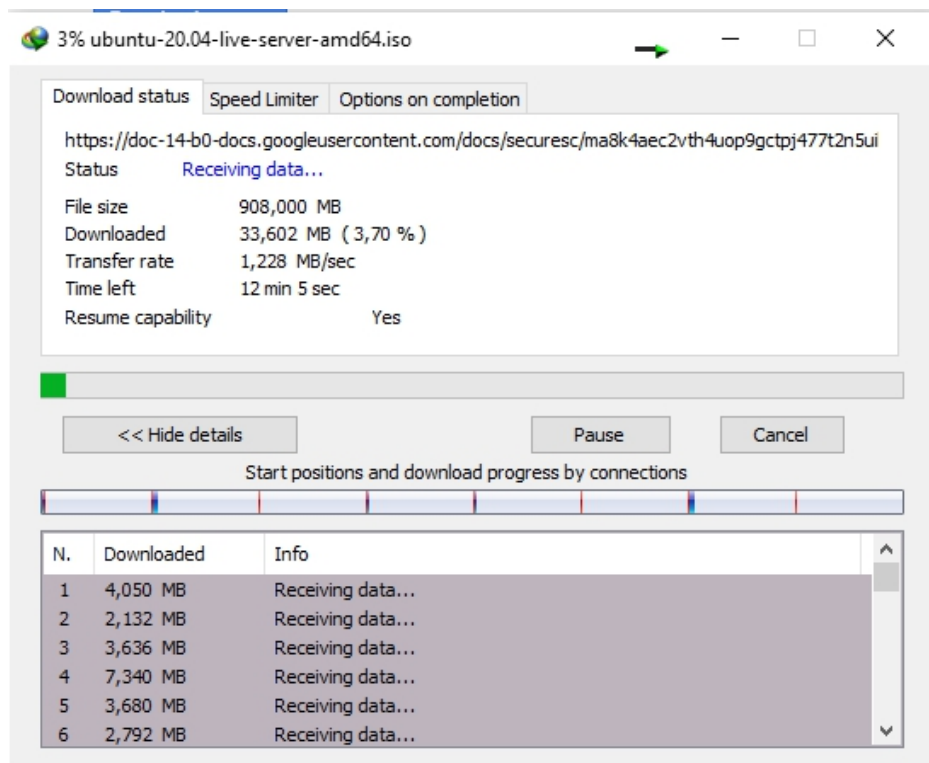 3% ubuntu-20.04-live-server-amd64.iso
Download status Speed Limiter Options on completion
https://doc-14-b0-docs.googleusercontent.com/docs/securesc/ma8k4aec2vth4uop9gctpj477t2n5ui
Status Receiving data...
File size 908,000 MB
Downloaded 33,602 MB ( 3,70 % )
Transfer rate 1,228 MB/sec
Time left 12 min 5 sec
Resume capability Yes
<< Hide details Pause Cancel
Start positions and download progress by connections
N. Downloaded Info
1 4,050 MB Receiving data...
2 2,132 MB Receiving data...
3 3,636 MB Receiving data...
4 7,340 MB Receiving data...
5 3,680 MB Receiving data...
6 2,792 MB Receiving data...